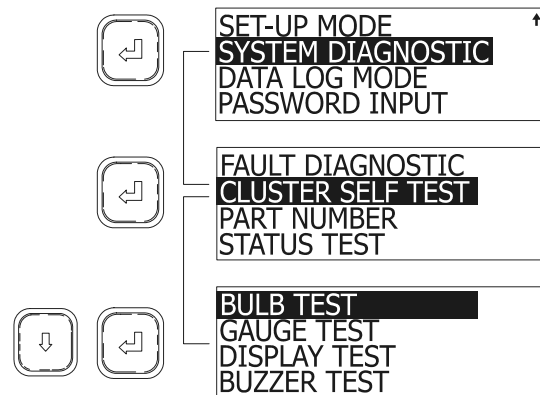 SET-UP MODE
SYSTEM DIAGNOSTIC
DATA LOG MODE
PASSWORD INPUT
FAULT DIAGNOSTIC
CLUSTER SELF TEST
PART NUMBER
STATUS TEST
BULB TEST
GAUGE TEST
DISPLAY TEST
BUZZER TEST